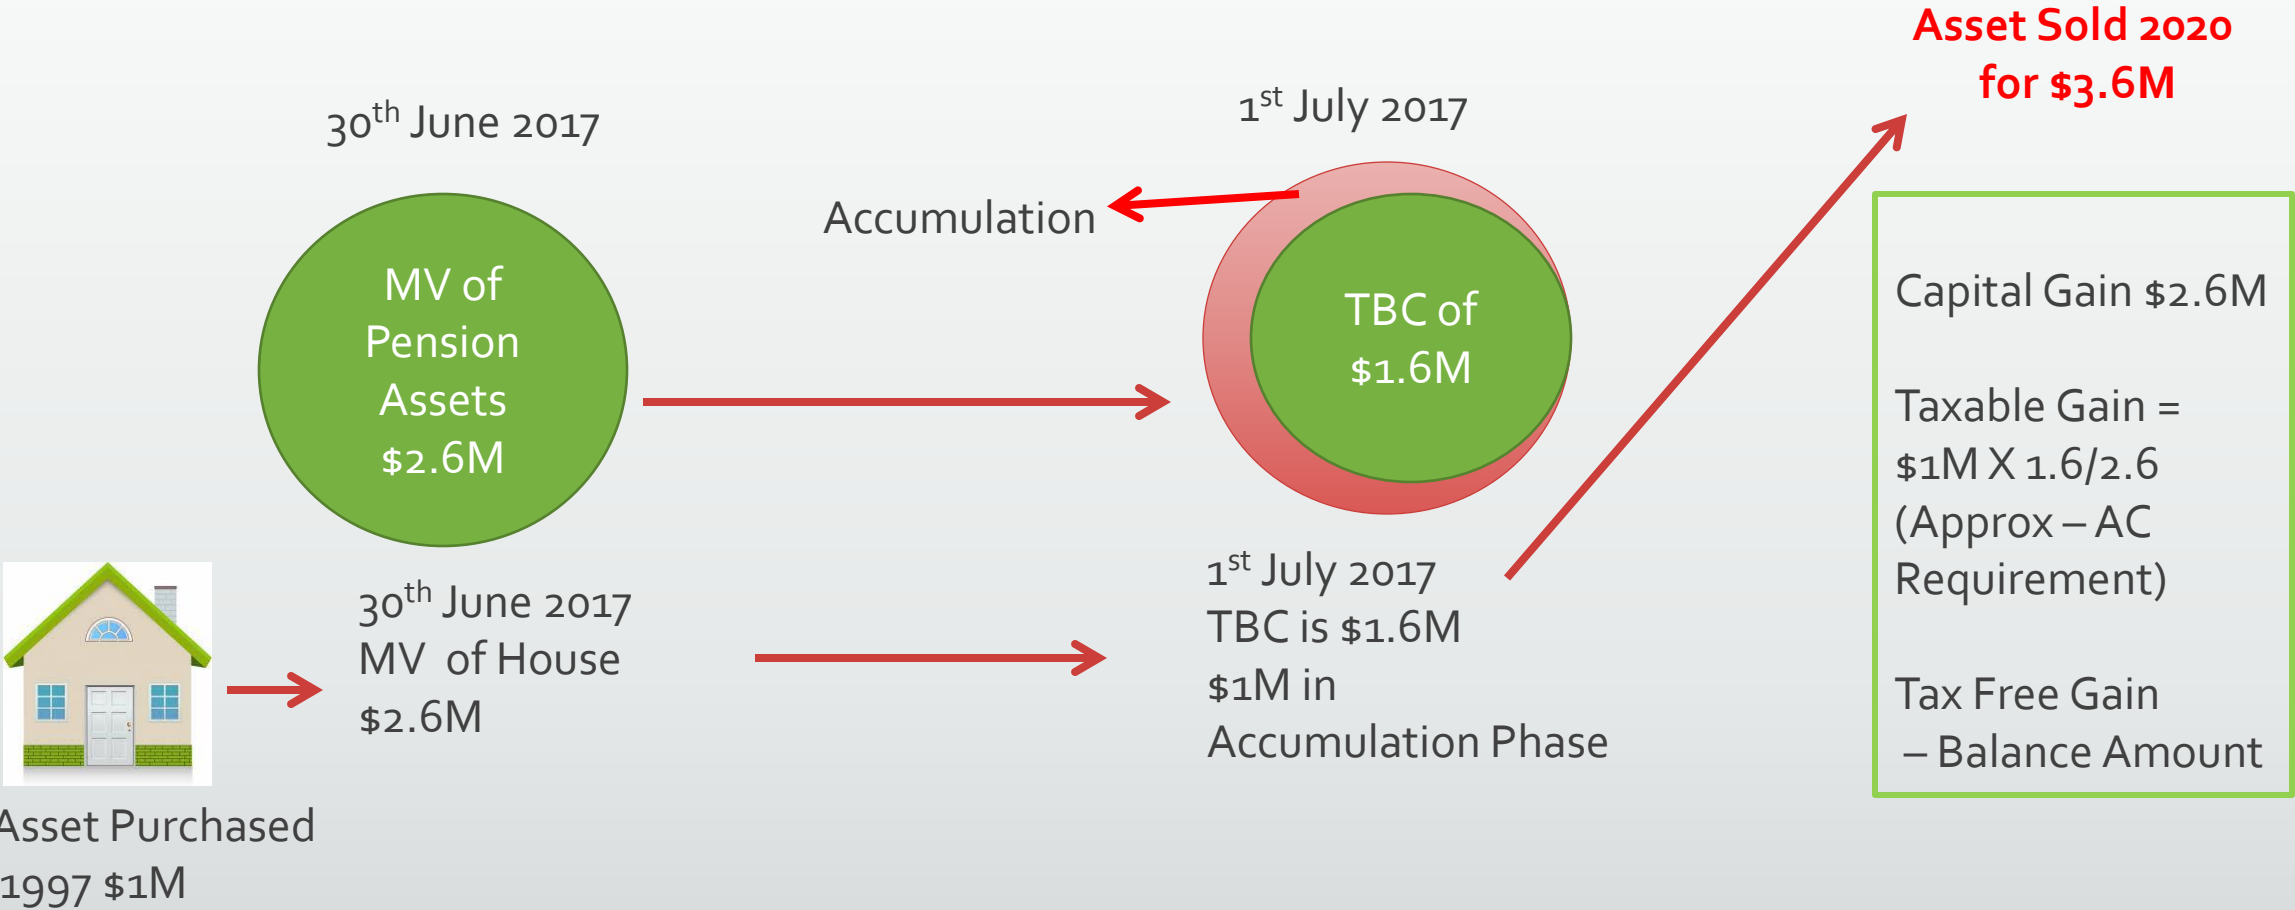 Asset Sold 2020
for $3.6M
30th June 2017
1st July 2017
Accumulation
MV of
Pension
Assets
$2.6M
TBC of
$1.6M
Capital Gain $2.6M
Taxable Gain =
$1M X 1.6/2.6
(Approx – AC
Requirement)
Tax Free Gain
– Balance Amount
30th June 2017
MV of House
$2.6M
1st July 2017
TBC is $1.6M
$1M in
Accumulation Phase
Asset Purchased
1997 $1M